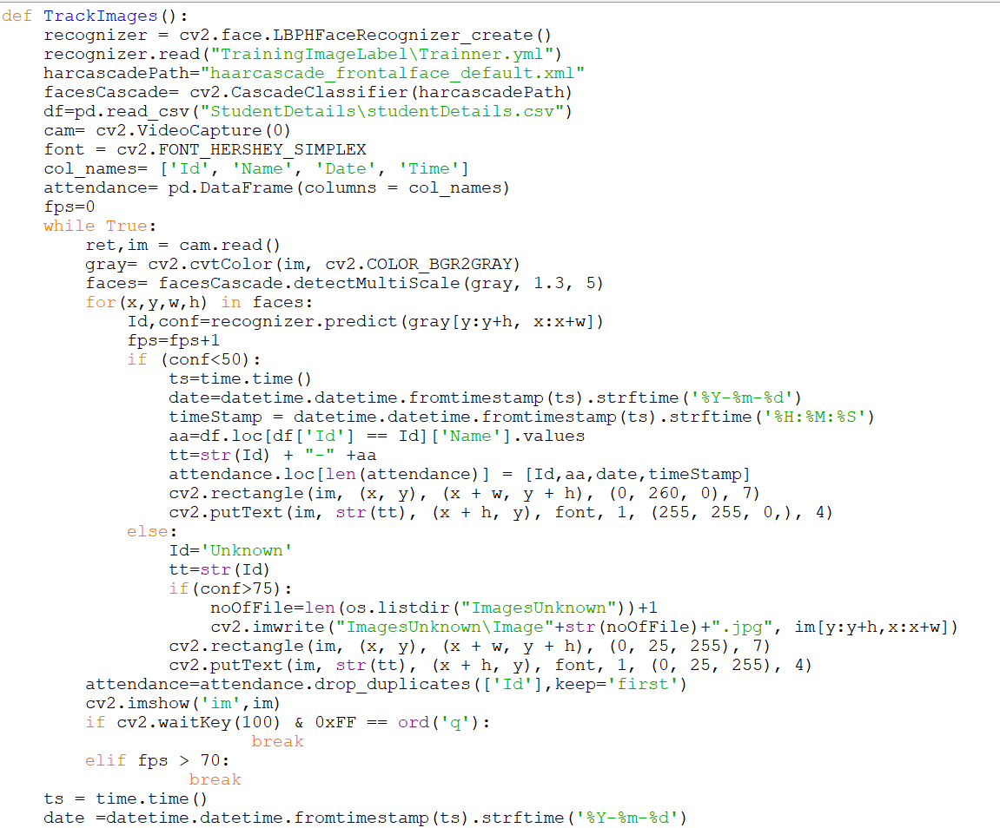 def TrackImages():
    recognizer = cv2.face.LBPHFaceRecognizer_create()
    recognizer.read("TrainingImageLabel\Trainner.yml")
    harcascadePath="haarcascade_frontalface_default.xml"
    facesCascade= cv2.CascadeClassifier(harcascadePath)
    df=pd.read_csv("StudentDetails\studentDetails.csv")
    cam= cv2.VideoCapture(0)
    font = cv2.FONT_HERSHEY_SIMPLEX
    col_names= ['Id', 'Name', 'Date', 'Time']
    attendance= pd.DataFrame(columns = col_names)
    fps=0
    while True:
        ret,im = cam.read()
        gray= cv2.cvtColor(im, cv2.COLOR_BGR2GRAY)
        faces= facesCascade.detectMultiScale(gray, 1.3, 5)
        for(x,y,w,h) in faces:
            Id,conf=recognizer.predict(gray[y:y+h, x:x+w])
            fps=fps+1
            if (conf<50):
                ts=time.time()
                date=datetime.datetime.fromtimestamp(ts).strftime('%Y-%m-%d')
                timeStamp = datetime.datetime.fromtimestamp(ts).strftime('%H:%M:%S')
                aa=df.loc[df['Id'] == Id]['Name'].values
                tt=str(Id) + "-" +aa
                attendance.loc[len(attendance)] = [Id,aa,date,timeStamp]
                cv2.rectangle(im, (x, y), (x + w, y + h), (0, 260, 0), 7)
                cv2.putText(im, str(tt), (x + h, y), font, 1, (255, 255, 0,), 4)
            else:
                Id='Unknown'
                tt=str(Id)
                if(conf>75):
                    noOfFile=len(os.listdir("ImagesUnknown"))+1
                    cv2.imwrite("ImagesUnknown\Image"+str(noOfFile)+".jpg", im[y:y+h,x:x+w])
                cv2.rectangle(im, (x, y), (x + w, y + h), (0, 25, 255), 7)
                cv2.putText(im, str(tt), (x + h, y), font, 1, (0, 25, 255), 4)
        attendance=attendance.drop_duplicates(['Id'],keep='first')
        cv2.imshow('im',im)
        if cv2.waitKey(100) & 0xFF == ord('q'):
                        break
        elif fps > 70:
                  break
    ts = time.time()
    date =datetime.datetime.fromtimestamp(ts).strftime('%Y-%m-%d')